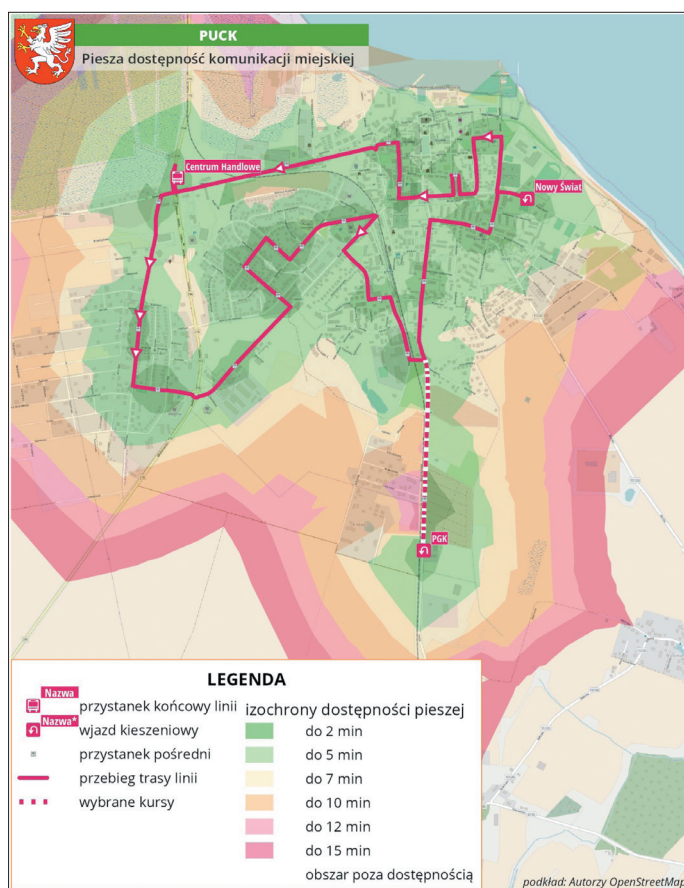 PUCK
Piesza dostępność komunikacji miejskiej
Centrum Handlowe
Nowy Świat
PGK
LEGENDA
Nazwa
przystanek końcowy linii
Nazwa*
wjazd kieszeniowy
przystanek pośredni
przebieg trasy linii
wybrane kursy
izochrony dostępności pieszej
do 2 min
do 5 min
do 7 min
do 10 min
do 12 min
do 15 min
obszar poza dostępnością
podkład: Autorzy OpenStreetMap